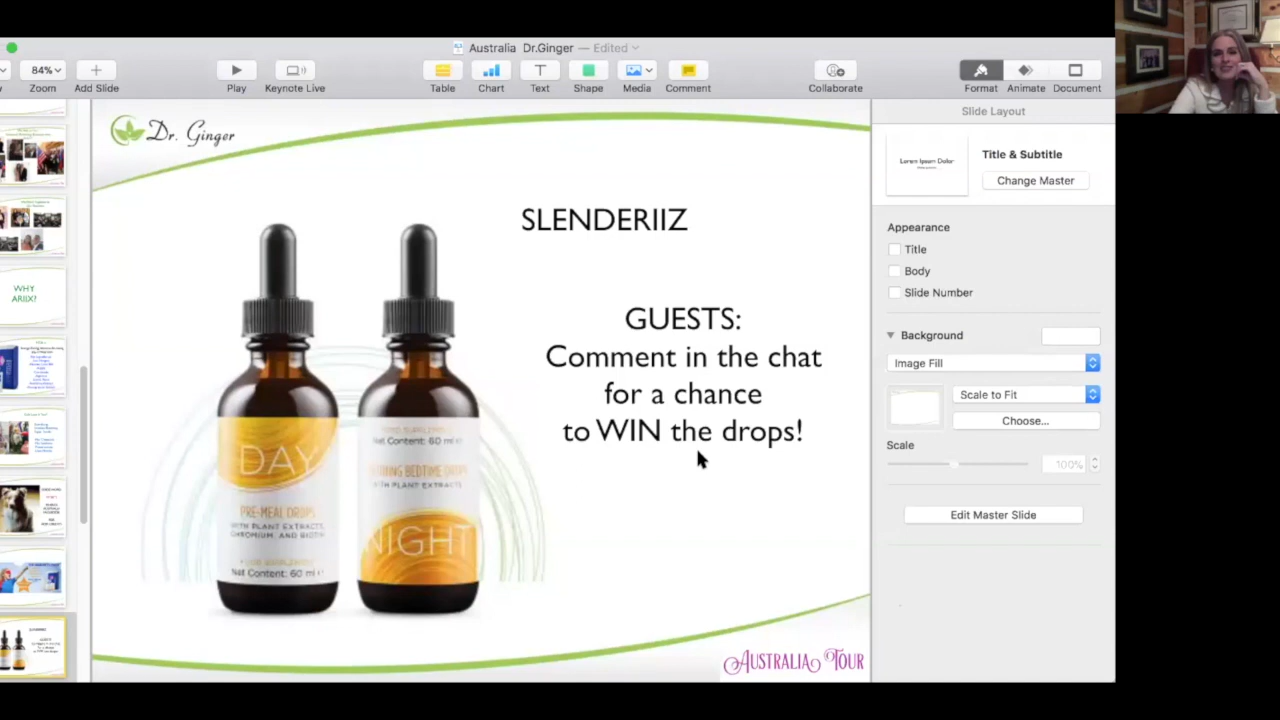 Australia Dr.Ginger — Edited
84%
Zoom
Add Slide
Play
Keynote Live
Table
Chart
Text
Shape
Media
Comment
Collaborate
Format
Animate
Document
Slide Layout
Lorem Ipsum Dolor
Title & Subtitle
Change Master
Appearance
Title
Body
Slide Number
Background
Image Fill
Scale to Fit
Choose...
Scale
100%
Edit Master Slide
WHY
ARIIX?
Dr. Ginger
SLENDERIIZ
GUESTS:
Comment in the chat
for a chance
to WIN the drops!
DAY
PRE-MEAL DROPS
WITH PLANT EXTRACTS,
CHROMIUM, AND BIOTIN
Net Content: 60 ml
Net Content: 60 ml
BEDTIME DROPS
WITH PLANT EXTRACTS
NIGHT
AUSTRALIA TOUR